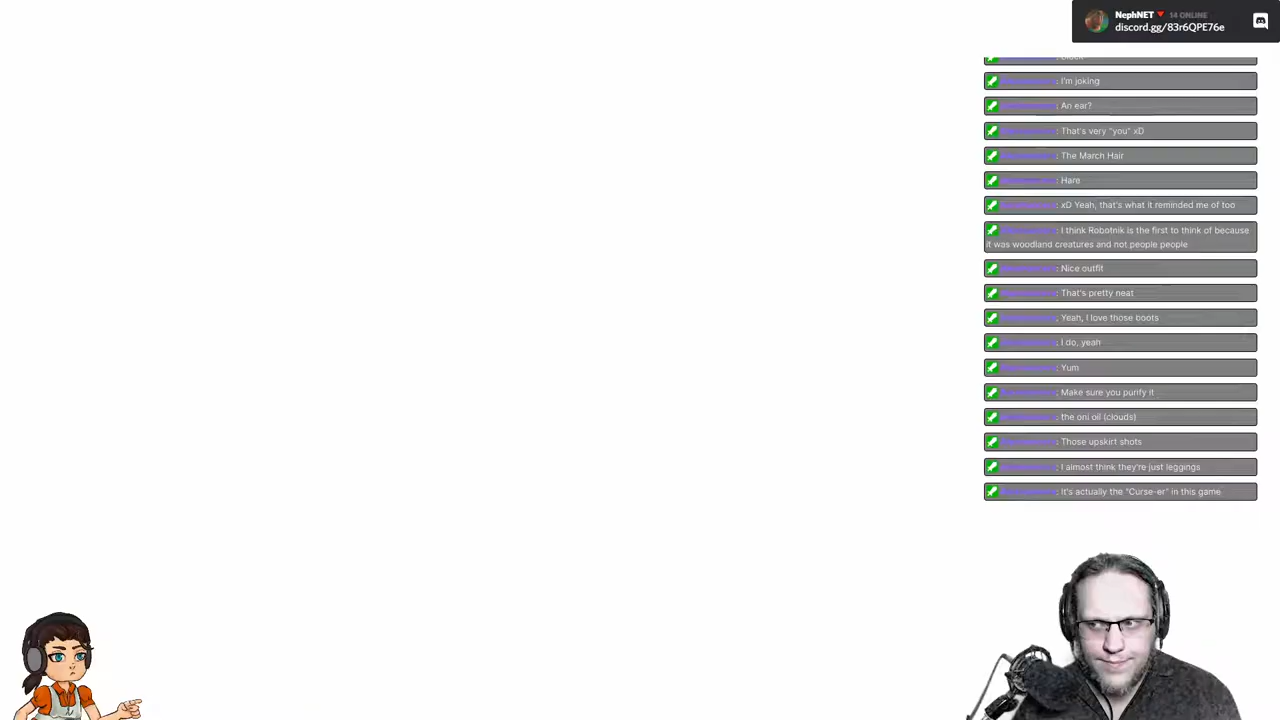 NephNET 14 ONLINE
discord.gg/83r6QPE76e
: I'm joking
: An ear?
: That's very "you" xD
: The March Hair
: Hare
: xD Yeah, that's what it reminded me of too
: I think Robotnik is the first to think of because
it was woodland creatures and not people people
: Nice outfit
: That's pretty neat
: Yeah, I love those boots
: I do, yeah
: Yum
: Make sure you purify it
: the oni oil (clouds)
: Those upskirt shots
: I almost think they're just leggings
: It's actually the "Curse-er" in this game